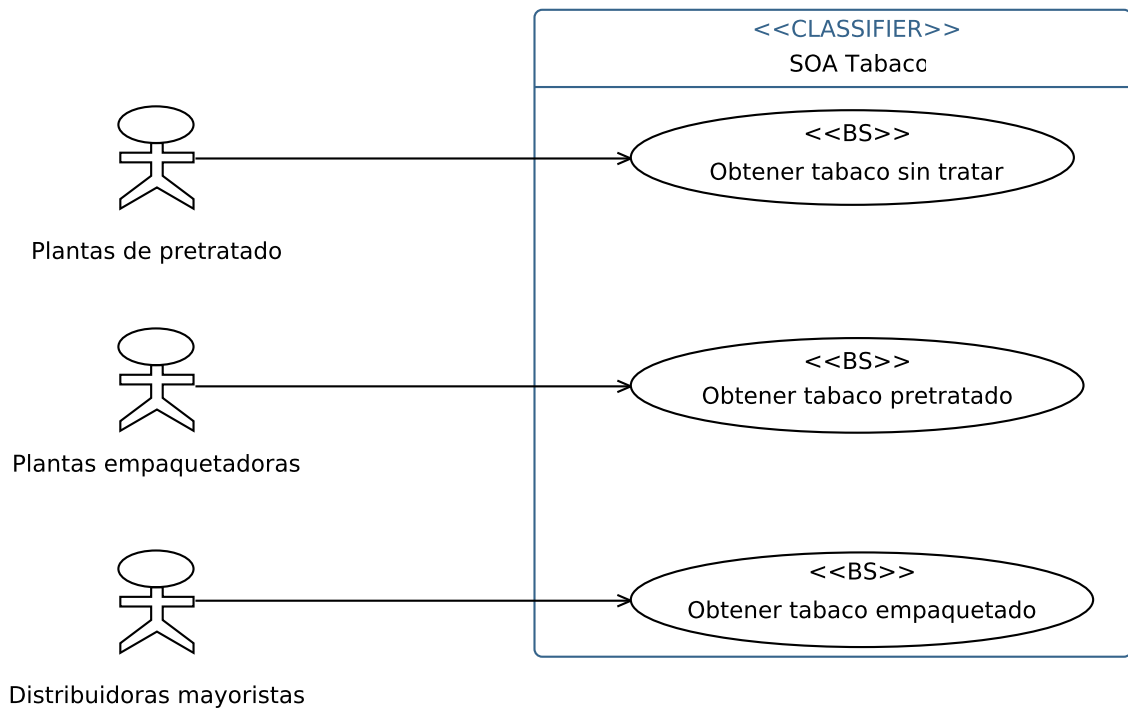 <<CLASSIFIER>>
SOA Tabaco
<<BS>>
Obtener tabaco sin tratar
Plantas de pretratado
<<BS>>
Obtener tabaco pretratado
Plantas empaquetadoras
<<BS>>
Obtener tabaco empaquetado
Distribuidoras mayoristas